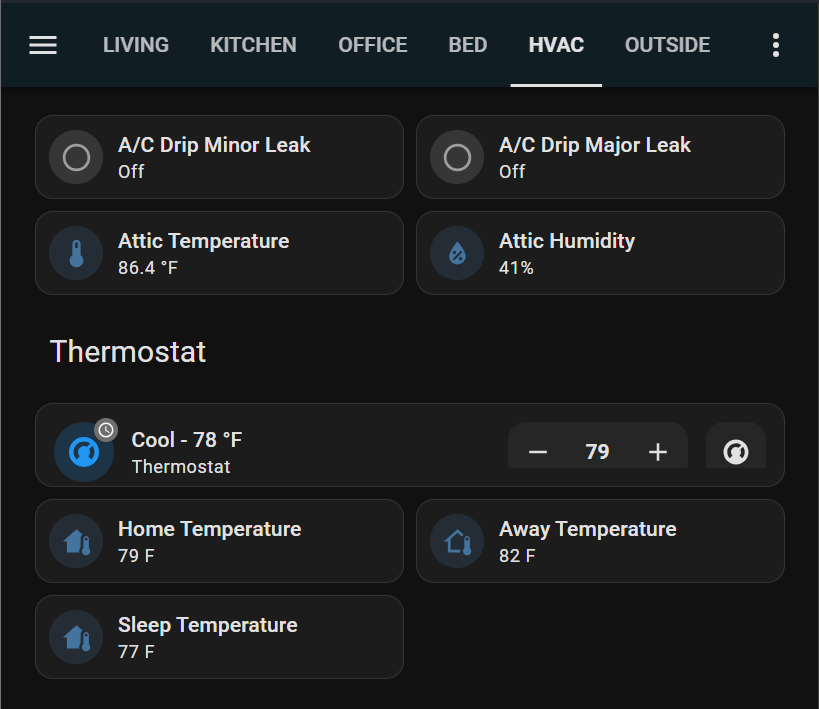 LIVING KITCHEN OFFICE BED HVAC OUTSIDE
A/C Drip Minor Leak
Off
A/C Drip Major Leak
Off
Attic Temperature
86.4 °F
Attic Humidity
41%
Thermostat
Cool - 78 °F
Thermostat
79
Home Temperature
79 F
Away Temperature
82 F
Sleep Temperature
77 F